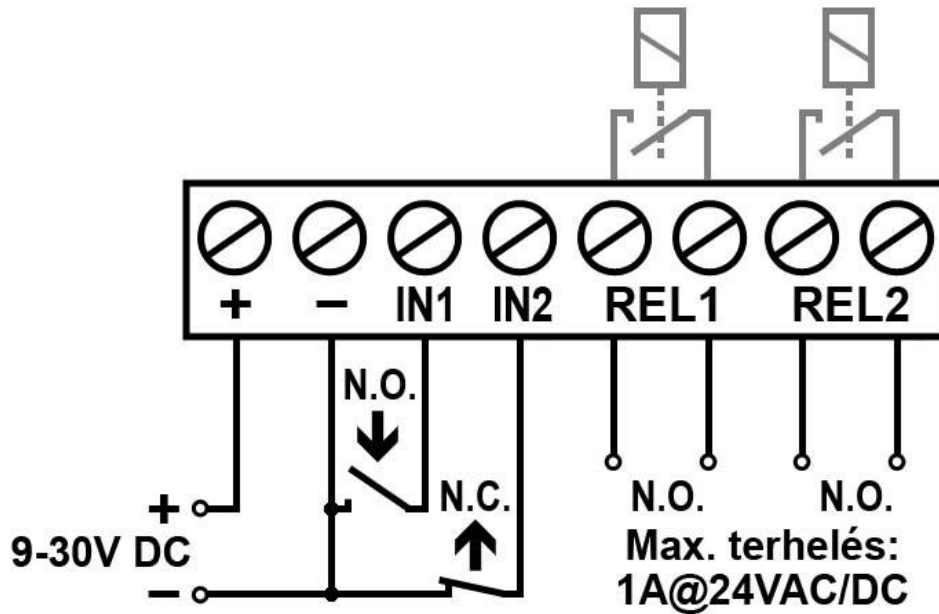 + − IN1 IN2 REL1 REL2
N.O.
N.C.
+
9-30V DC
−
N.O. N.O.
Max. terhelés:
1A@24VAC/DC